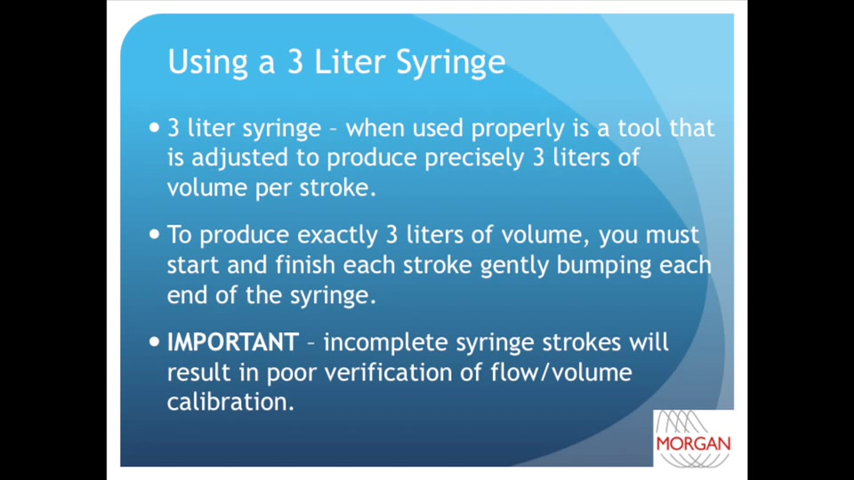 Using a 3 Liter Syringe
• 3 liter syringe – when used properly is a tool that
is adjusted to produce precisely 3 liters of
volume per stroke.
• To produce exactly 3 liters of volume, you must
start and finish each stroke gently bumping each
end of the syringe.
• IMPORTANT – incomplete syringe strokes will
result in poor verification of flow/volume
calibration.
MORGAN